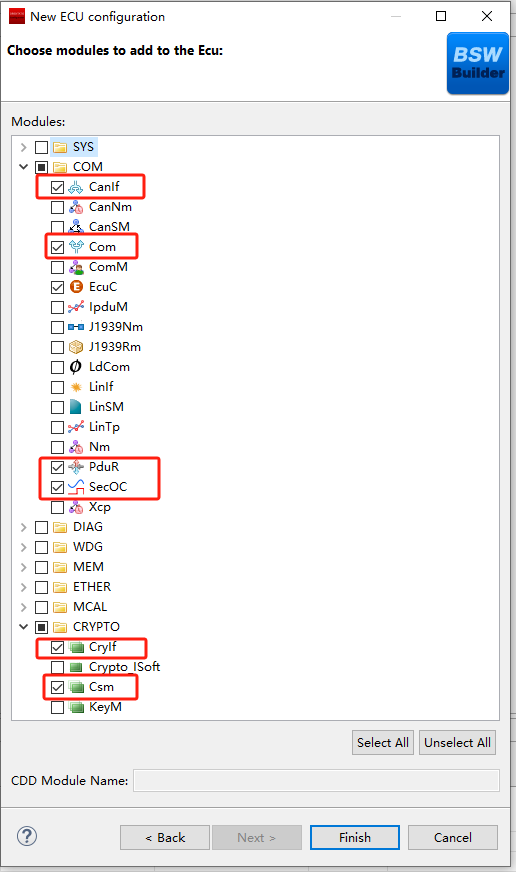 New ECU configuration
Choose modules to add to the Ecu:
BSW
Builder
Modules:
SYS
COM
CanIf
CanNm
CanSM
Com
ComM
EcuC
IpduM
J1939Nm
J1939Rm
LdCom
LinIf
LinSM
LinTp
Nm
PduR
SecOC
Xcp
DIAG
WDG
MEM
ETHER
MCAL
CRYPTO
CryIf
Crypto_ISoft
Csm
KeyM
Select All Unselect All
CDD Module Name:
< Back Next > Finish Cancel